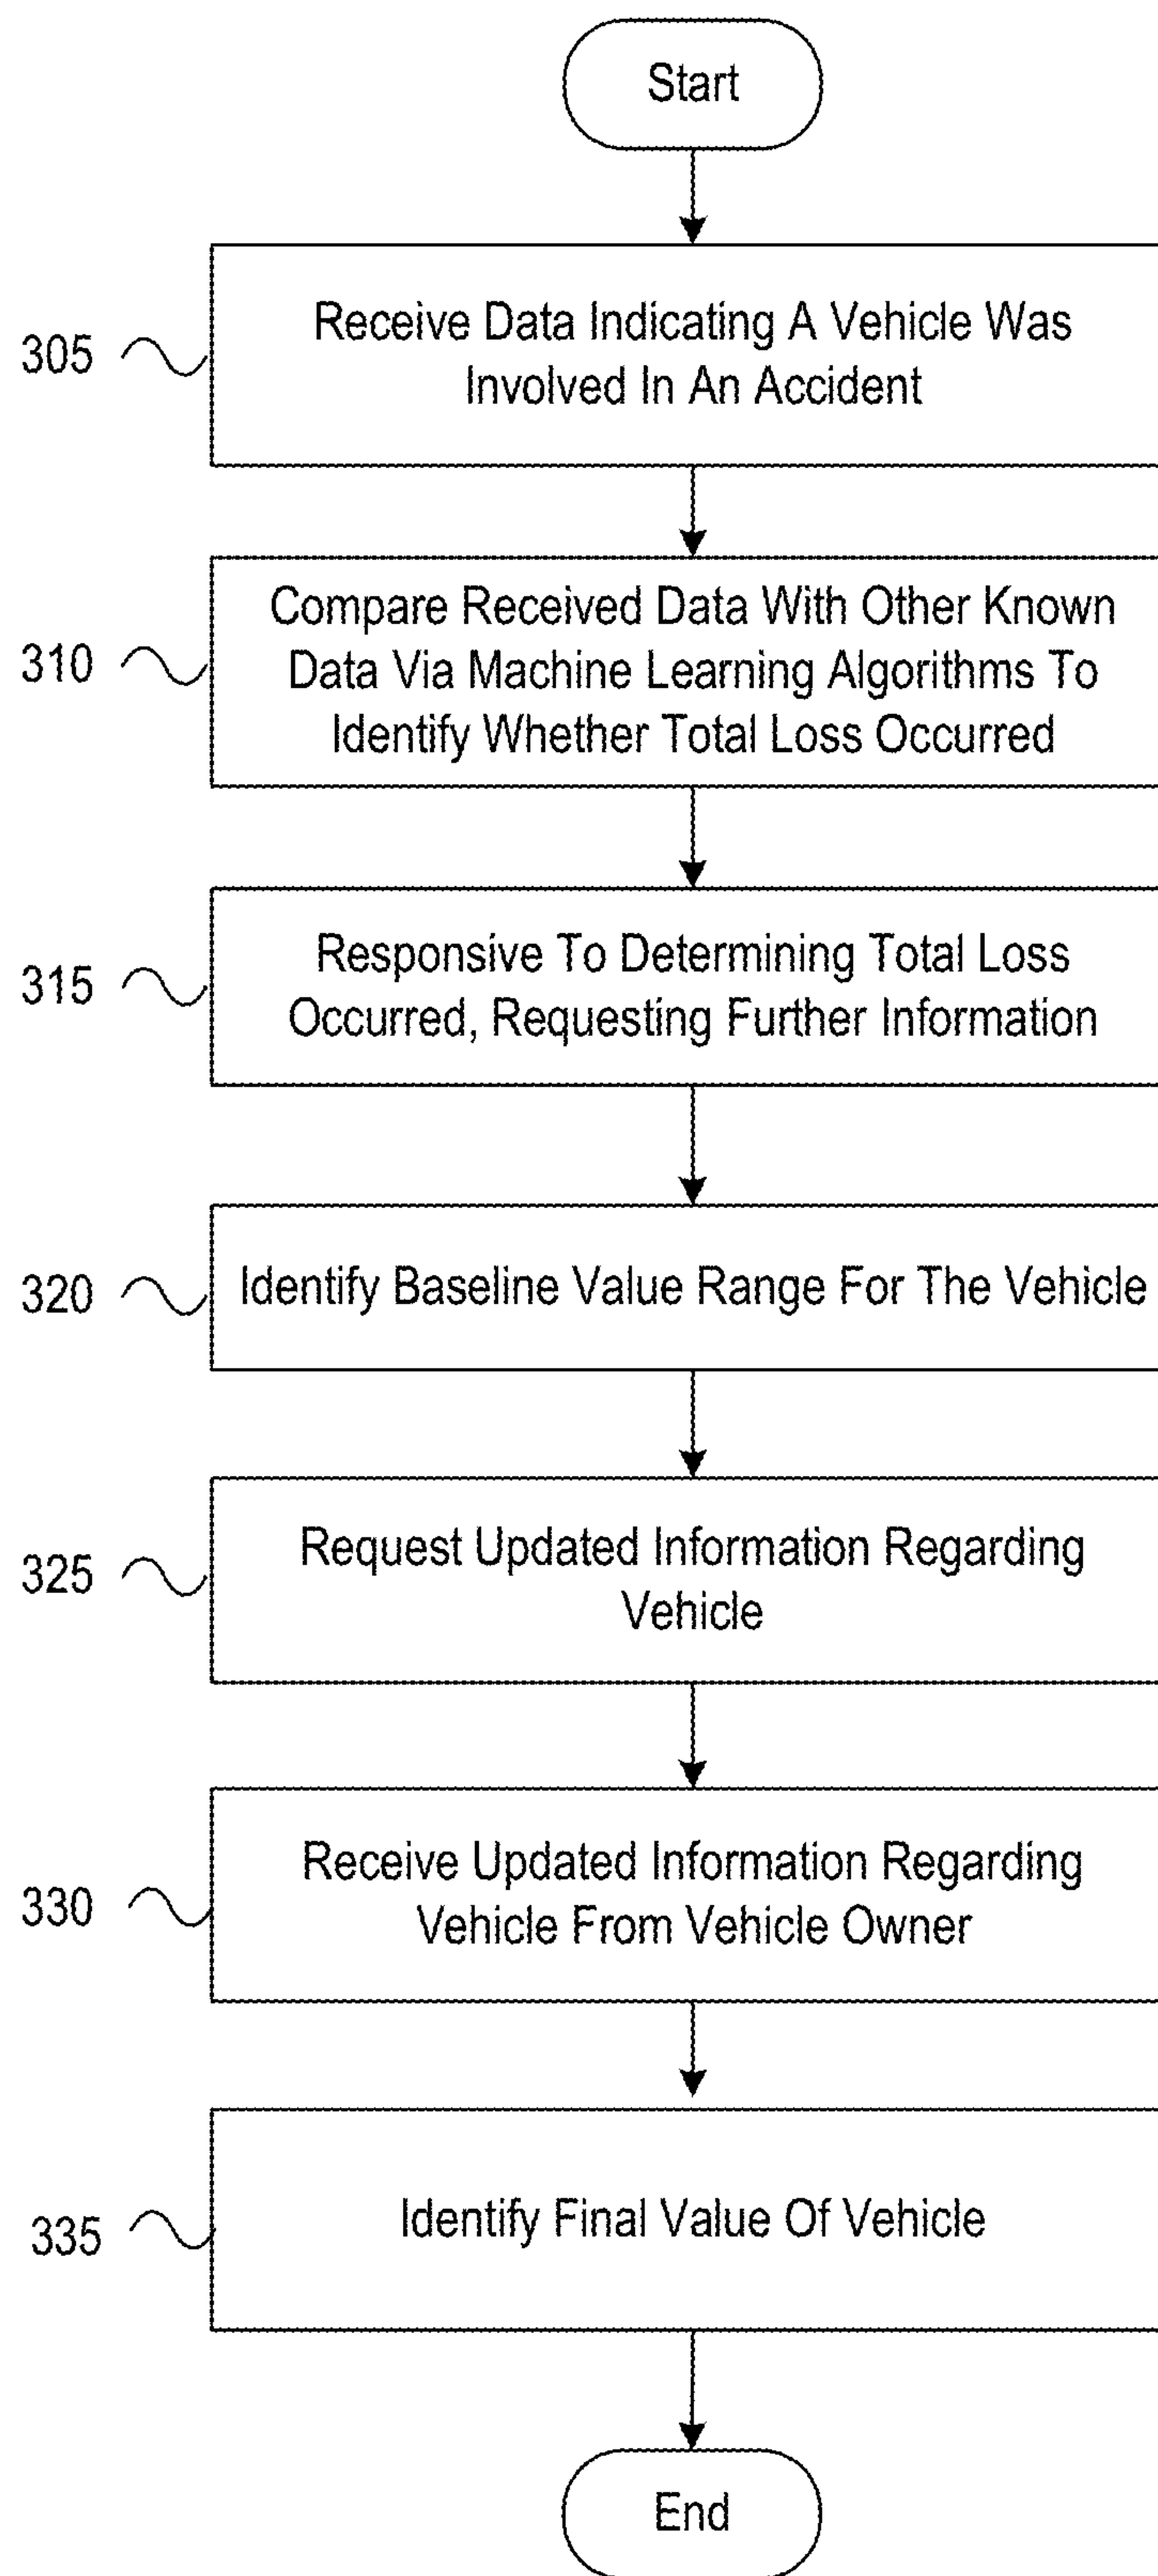 Start
305
Receive Data Indicating A Vehicle Was
Involved In An Accident
310
Compare Received Data With Other Known
Data Via Machine Learning Algorithms To
Identify Whether Total Loss Occurred
315
Responsive To Determining Total Loss
Occurred, Requesting Further Information
320
Identify Baseline Value Range For The Vehicle
325
Request Updated Information Regarding
Vehicle
330
Receive Updated Information Regarding
Vehicle From Vehicle Owner
335
Identify Final Value Of Vehicle
End